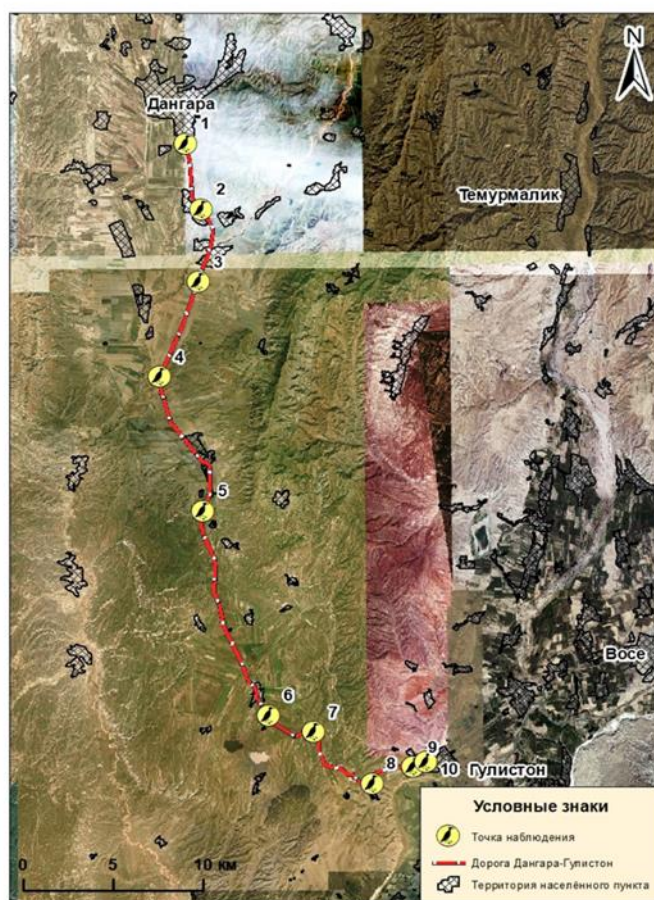 N
Дангара
1
2
Темурмалик
3
4
5
Восе
6
7
8
9
10
Гулистон
Условные знаки
Точка наблюдения
Дорога Дангара-Гулистон
Территория населённого пункта
0 5 10 км